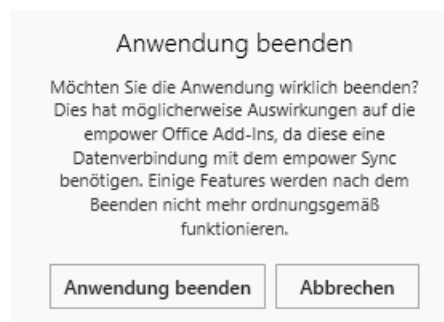 Anwendung beenden
Möchten Sie die Anwendung wirklich beenden?
Dies hat möglicherweise Auswirkungen auf die
empower Office Add-Ins, da diese eine
Datenverbindung mit dem empower Sync
benötigen. Einige Features werden nach dem
Beenden nicht mehr ordnungsgemäß
funktionieren.
Anwendung beenden Abbrechen